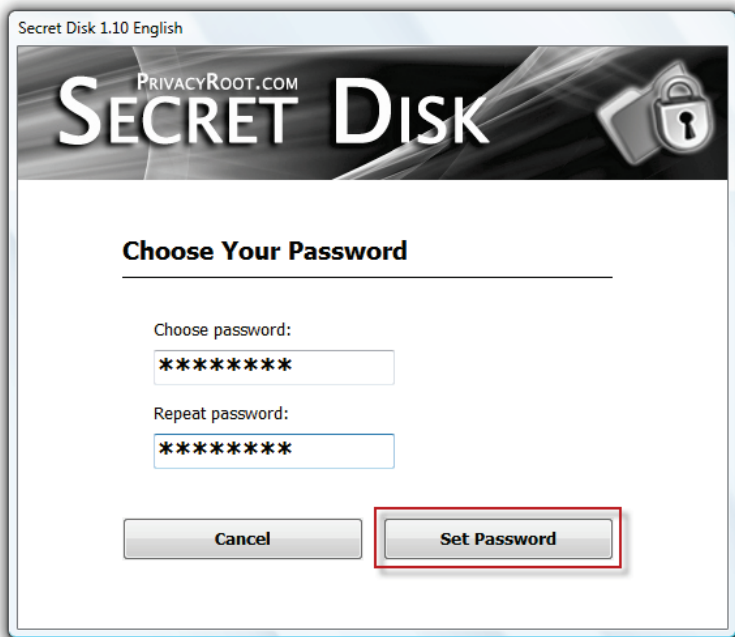 Secret Disk 1.10 English
PrivacyRoot.com
Secret Disk
Choose Your Password
Choose password:
********
Repeat password:
********
Cancel
Set Password